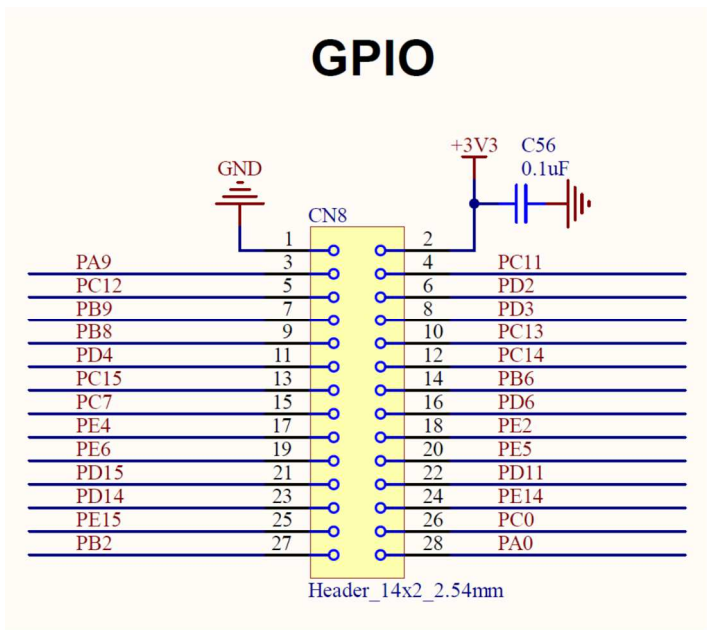 GPIO
+3V3 C56
GND 0.1uF
CN8
1 2
PA9 3 4 PC11
PC12 5 6 PD2
PB9 7 8 PD3
PB8 9 10 PC13
PD4 11 12 PC14
PC15 13 14 PB6
PC7 15 16 PD6
PE4 17 18 PE2
PE6 19 20 PE5
PD15 21 22 PD11
PD14 23 24 PE14
PE15 25 26 PC0
PB2 27 28 PA0
Header_14x2_2.54mm